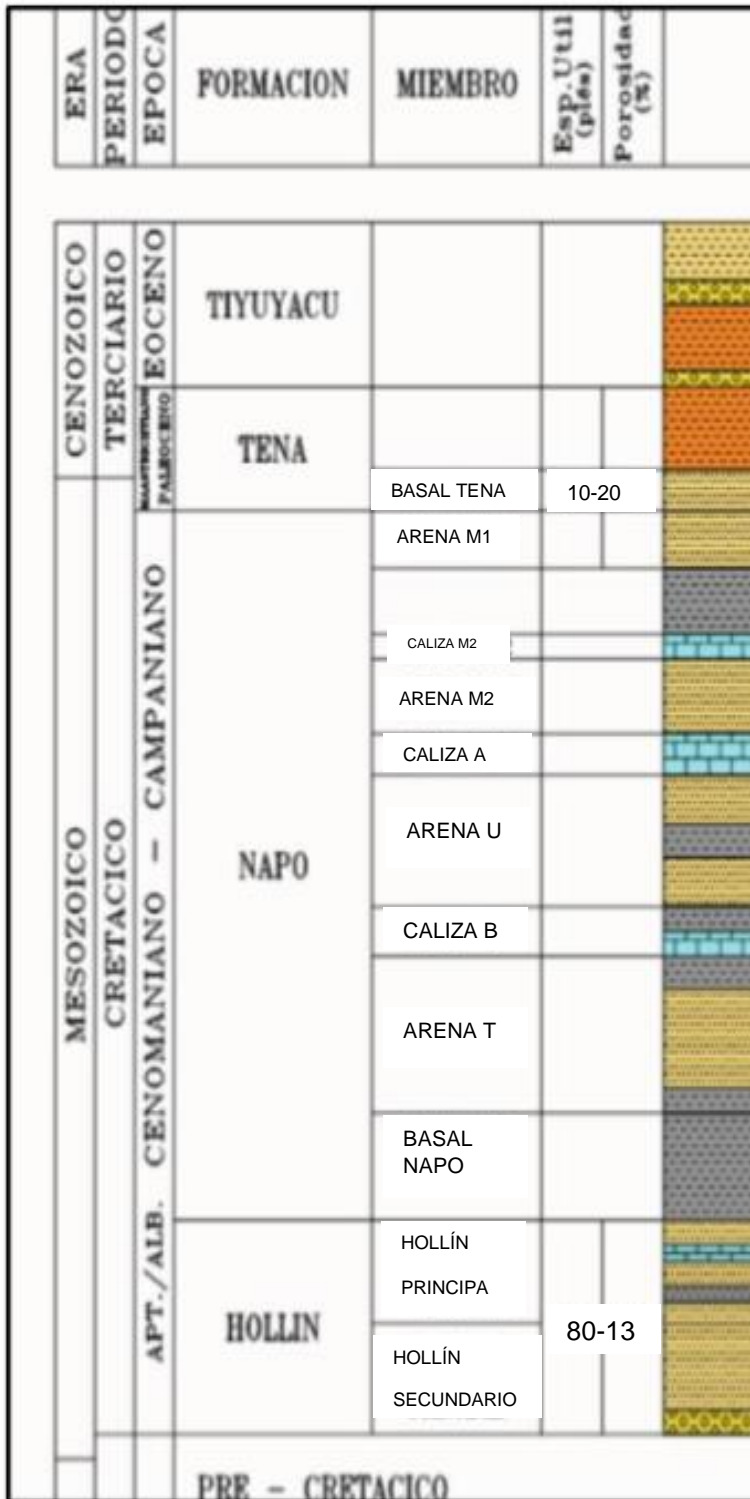 ERA
PERIODO
EPOCA
FORMACION
MIEMBRO
Esp.Util
(piés)
Porosidad
(%)
CENOZOICO
TERCIARIO
EOCENO
TIYUYACU
PALEOCENO
TENA
BASAL TENA
10-20
MESOZOICO
CRETACICO
CENOMANIANO - CAMPANIANO
NAPO
ARENA M1
CALIZA M2
ARENA M2
CALIZA A
ARENA U
CALIZA B
ARENA T
BASAL
NAPO
APT./ALB.
HOLLIN
HOLLÍN
PRINCIPA
80-13
HOLLÍN
SECUNDARIO
PRE - CRETACICO